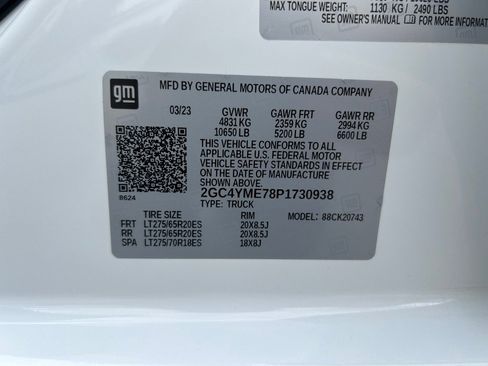 MAX TONGUE WEIGHT: 1130 KG / 2490 LBS
SEE OWNER'S MANUAL FOR MORE INFORMAT
gm
MFD BY GENERAL MOTORS OF CANADA COMPANY
03/23 GVWR GAWR FRT GAWR RR
4831 KG 2359 KG 2994 KG
10650 LB 5200 LB 6600 LB
THIS VEHICLE CONFORMS TO ALL
APPLICABLE U.S. FEDERAL MOTOR
VEHICLE SAFETY STANDARDS IN EFFECT
ON THE DATE OF MANUFACTURE
SHOWN ABOVE.
2GC4YME78P1730938
B624
TYPE: TRUCK
TIRE SIZE RIM MODEL: 88CK20743
FRT LT275/65R20ES 20X8.5J
RR LT275/65R20ES 20X8.5J
SPA LT275/70R18ES 18X8J